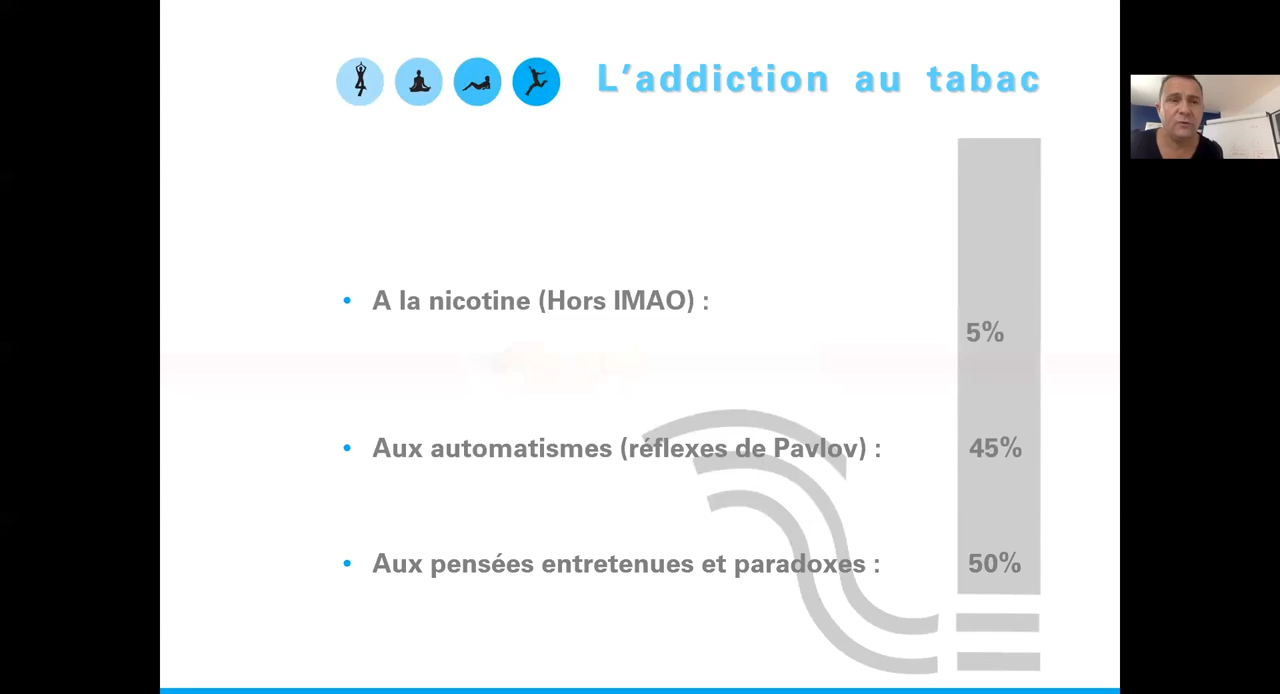 L’addiction au tabac
• A la nicotine (Hors IMAO) :
5%
• Aux automatismes (réflexes de Pavlov) : 45%
• Aux pensées entretenues et paradoxes : 50%